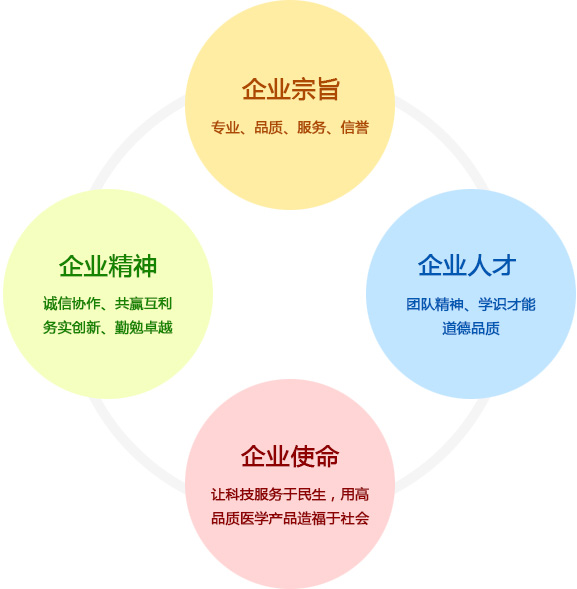 企业宗旨
专业、品质、服务、信誉
企业精神
诚信协作、共赢互利
务实创新、勤勉卓越
企业人才
团队精神、学识才能
道德品质
企业使命
让科技服务于民生，用高
品质医学产品造福于社会